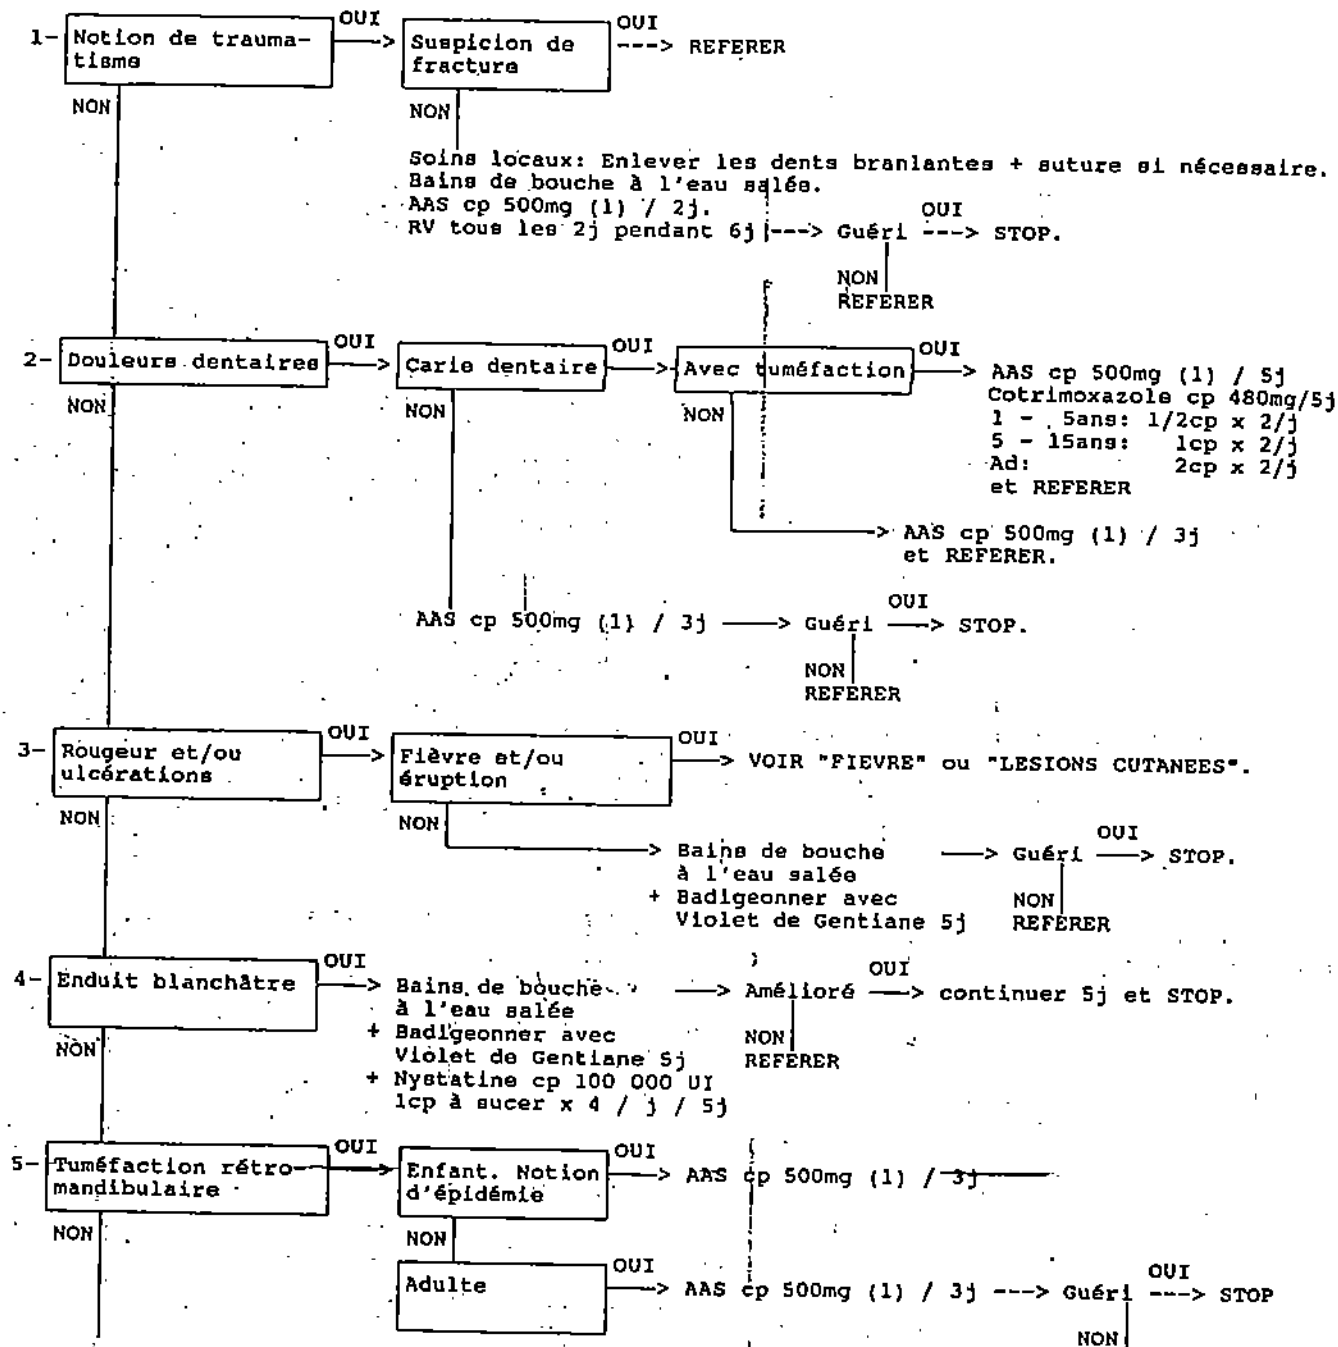 OUI OUI
1- Notion de trauma- ---> Suspicion de ---> REFERER
tisme fracture
NON NON
Soins locaux: Enlever les dents branlantes + suture si nécessaire.
Bains de bouche à l'eau salée.
AAS cp 500mg (1) / 2j. OUI
RV tous les 2j pendant 6j ---> Guéri ---> STOP.
NON
REFERER
OUI OUI OUI
2- Douleurs dentaires ---> Carie dentaire ---> Avec tuméfaction ---> AAS cp 500mg (1) / 5j
Cotrimoxazole cp 480mg/5j
NON NON NON 1 - 5ans: 1/2cp x 2/j
5 - 15ans: 1cp x 2/j
Ad: 2cp x 2/j
et REFERER
---> AAS cp 500mg (1) / 3j
et REFERER.
OUI
AAS cp 500mg (1) / 3j ---> Guéri ---> STOP.
NON
REFERER
OUI OUI
3- Rougeur et/ou ---> Fièvre et/ou ---> VOIR "FIEVRE" ou "LESIONS CUTANEES".
ulcérations éruption
NON NON
OUI
---> Bains de bouche ---> Guéri ---> STOP.
à l'eau salée
+ Badigeonner avec NON
Violet de Gentiane 5j REFERER
OUI OUI
4- Enduit blanchâtre ---> Bains de bouche ---> Amélioré ---> continuer 5j et STOP.
à l'eau salée
+ Badigeonner avec NON
NON Violet de Gentiane 5j REFERER
+ Nystatine cp 100 000 UI
1cp à sucer x 4 / j / 5j
OUI OUI
5- Tuméfaction rétro- ---> Enfant. Notion ---> AAS cp 500mg (1) / 3j
mandibulaire d'épidémie
NON NON
OUI OUI
Adulte ---> AAS cp 500mg (1) / 3j ---> Guéri ---> STOP
NON